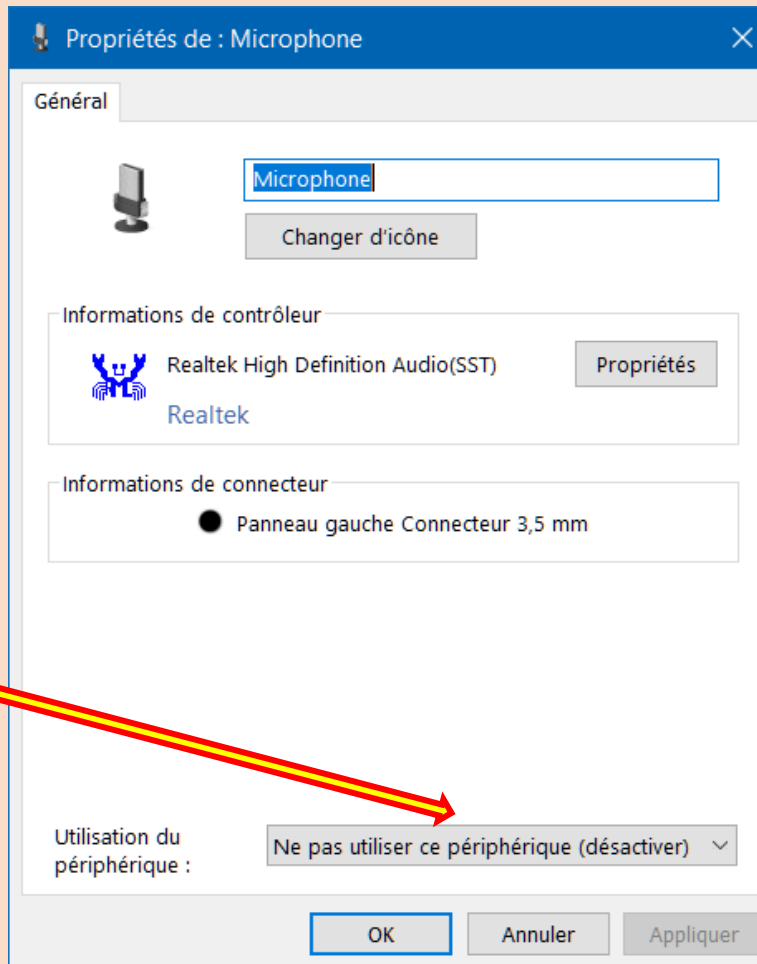 Propriétés de : Microphone
Général
Microphone
Changer d'icône
Informations de contrôleur
Realtek High Definition Audio(SST)
Propriétés
Realtek
Informations de connecteur
Panneau gauche Connecteur 3,5 mm
Utilisation du
périphérique :
Ne pas utiliser ce périphérique (désactiver)
OK
Annuler
Appliquer